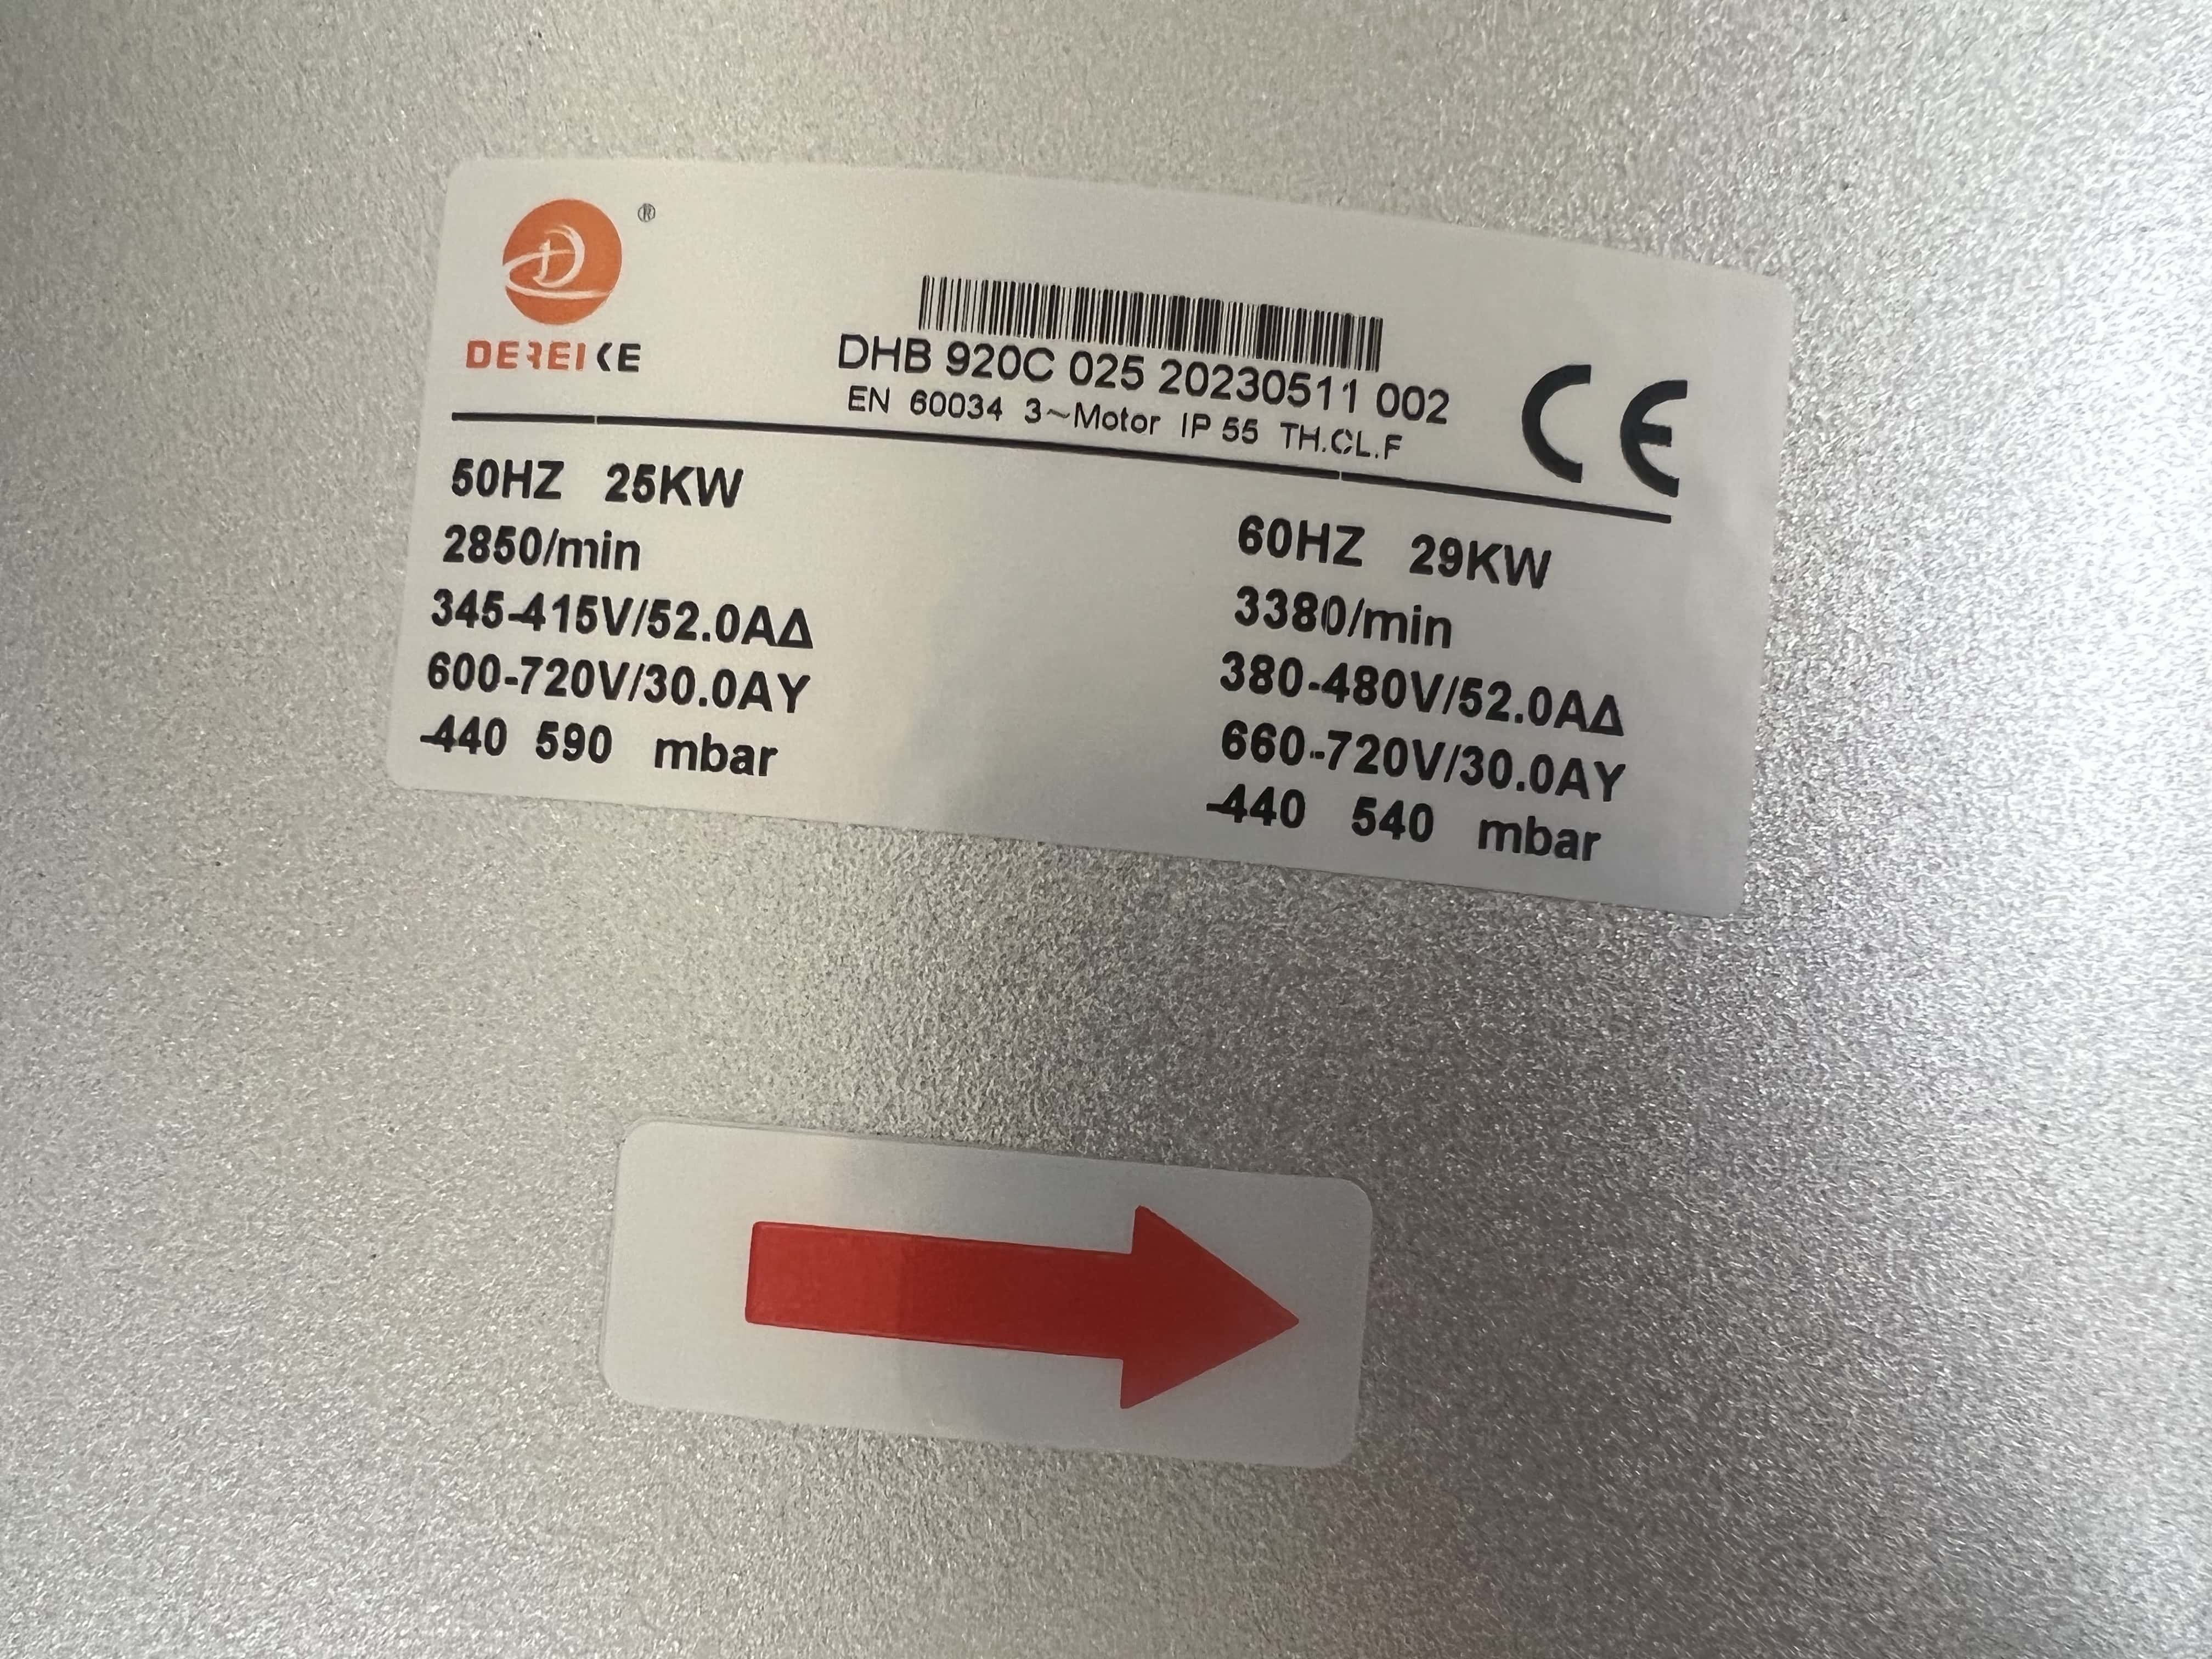 ®
DEREIKE
DHB 920C 025 20230511 002
EN 60034 3~Motor IP 55 TH.CL.F
CE
50HZ 25KW
2850/min
345-415V/52.0AΔ
600-720V/30.0AY
-440 590 mbar
60HZ 29KW
3380/min
380-480V/52.0AΔ
660-720V/30.0AY
-440 540 mbar